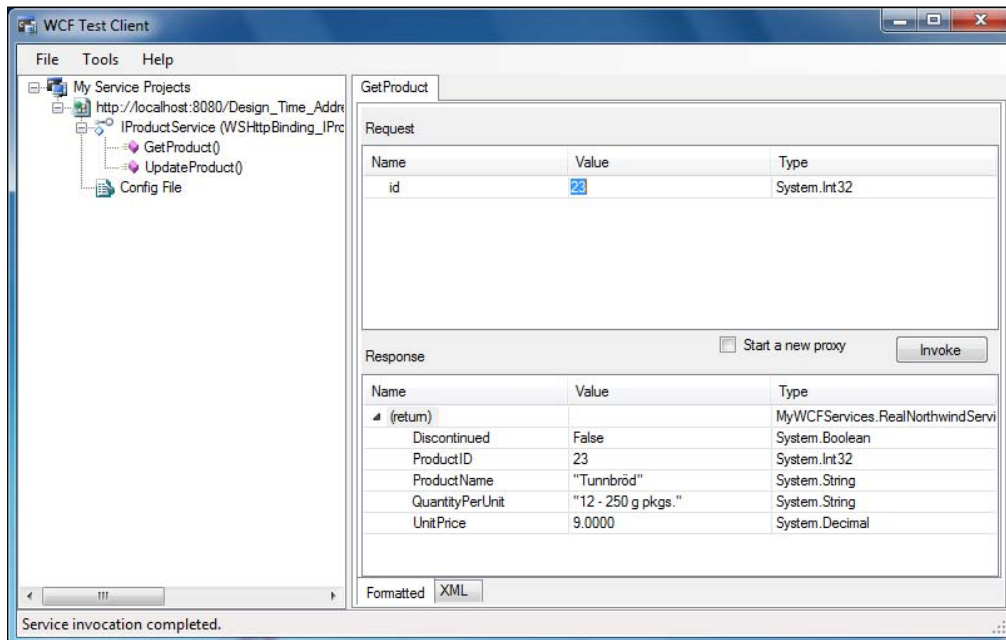 WCF Test Client
File Tools Help
My Service Projects
http://localhost:8080/Design_Time_Addre
IProductService (WSHttpBinding_IPro
GetProduct()
UpdateProduct()
Config File
GetProduct
Request
Name Value Type
id 23 System.Int32
Response Start a new proxy Invoke
Name Value Type
(return) MyWCFServices.RealNorthwindServi
Discontinued False System.Boolean
ProductID 23 System.Int32
ProductName "Tunnbröd" System.String
QuantityPerUnit "12 - 250 g pkgs." System.String
UnitPrice 9.0000 System.Decimal
Formatted XML
Service invocation completed.